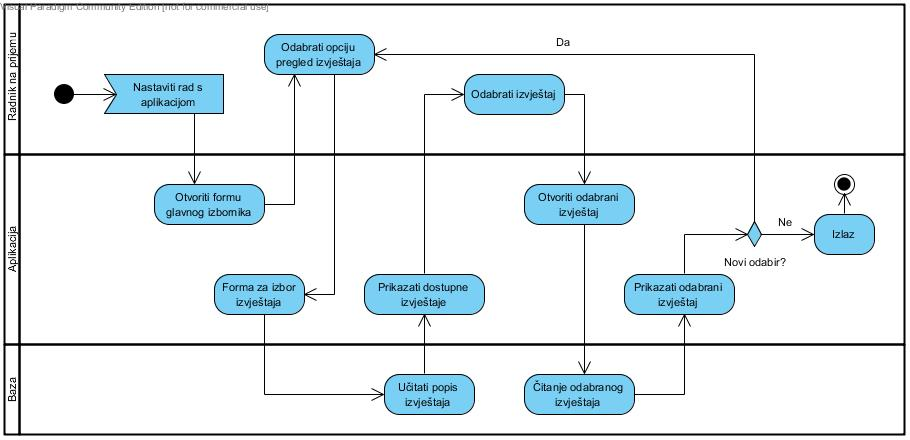 Visual Paradigm Community Edition [not for commercial use]
Radnik na prijemu
Odabrati opciju
pregled izvještaja
Da
Nastaviti rad s
aplikacijom
Odabrati izvještaj
Aplikacija
Otvoriti formu
glavnog izbornika
Otvoriti odabrani
izvještaj
Ne
Izlaz
Novi odabir?
Forma za izbor
izvještaja
Prikazati dostupne
izvještaje
Prikazati odabrani
izvještaj
Baza
Učitati popis
izvještaja
Čitanje odabranog
izvještaja